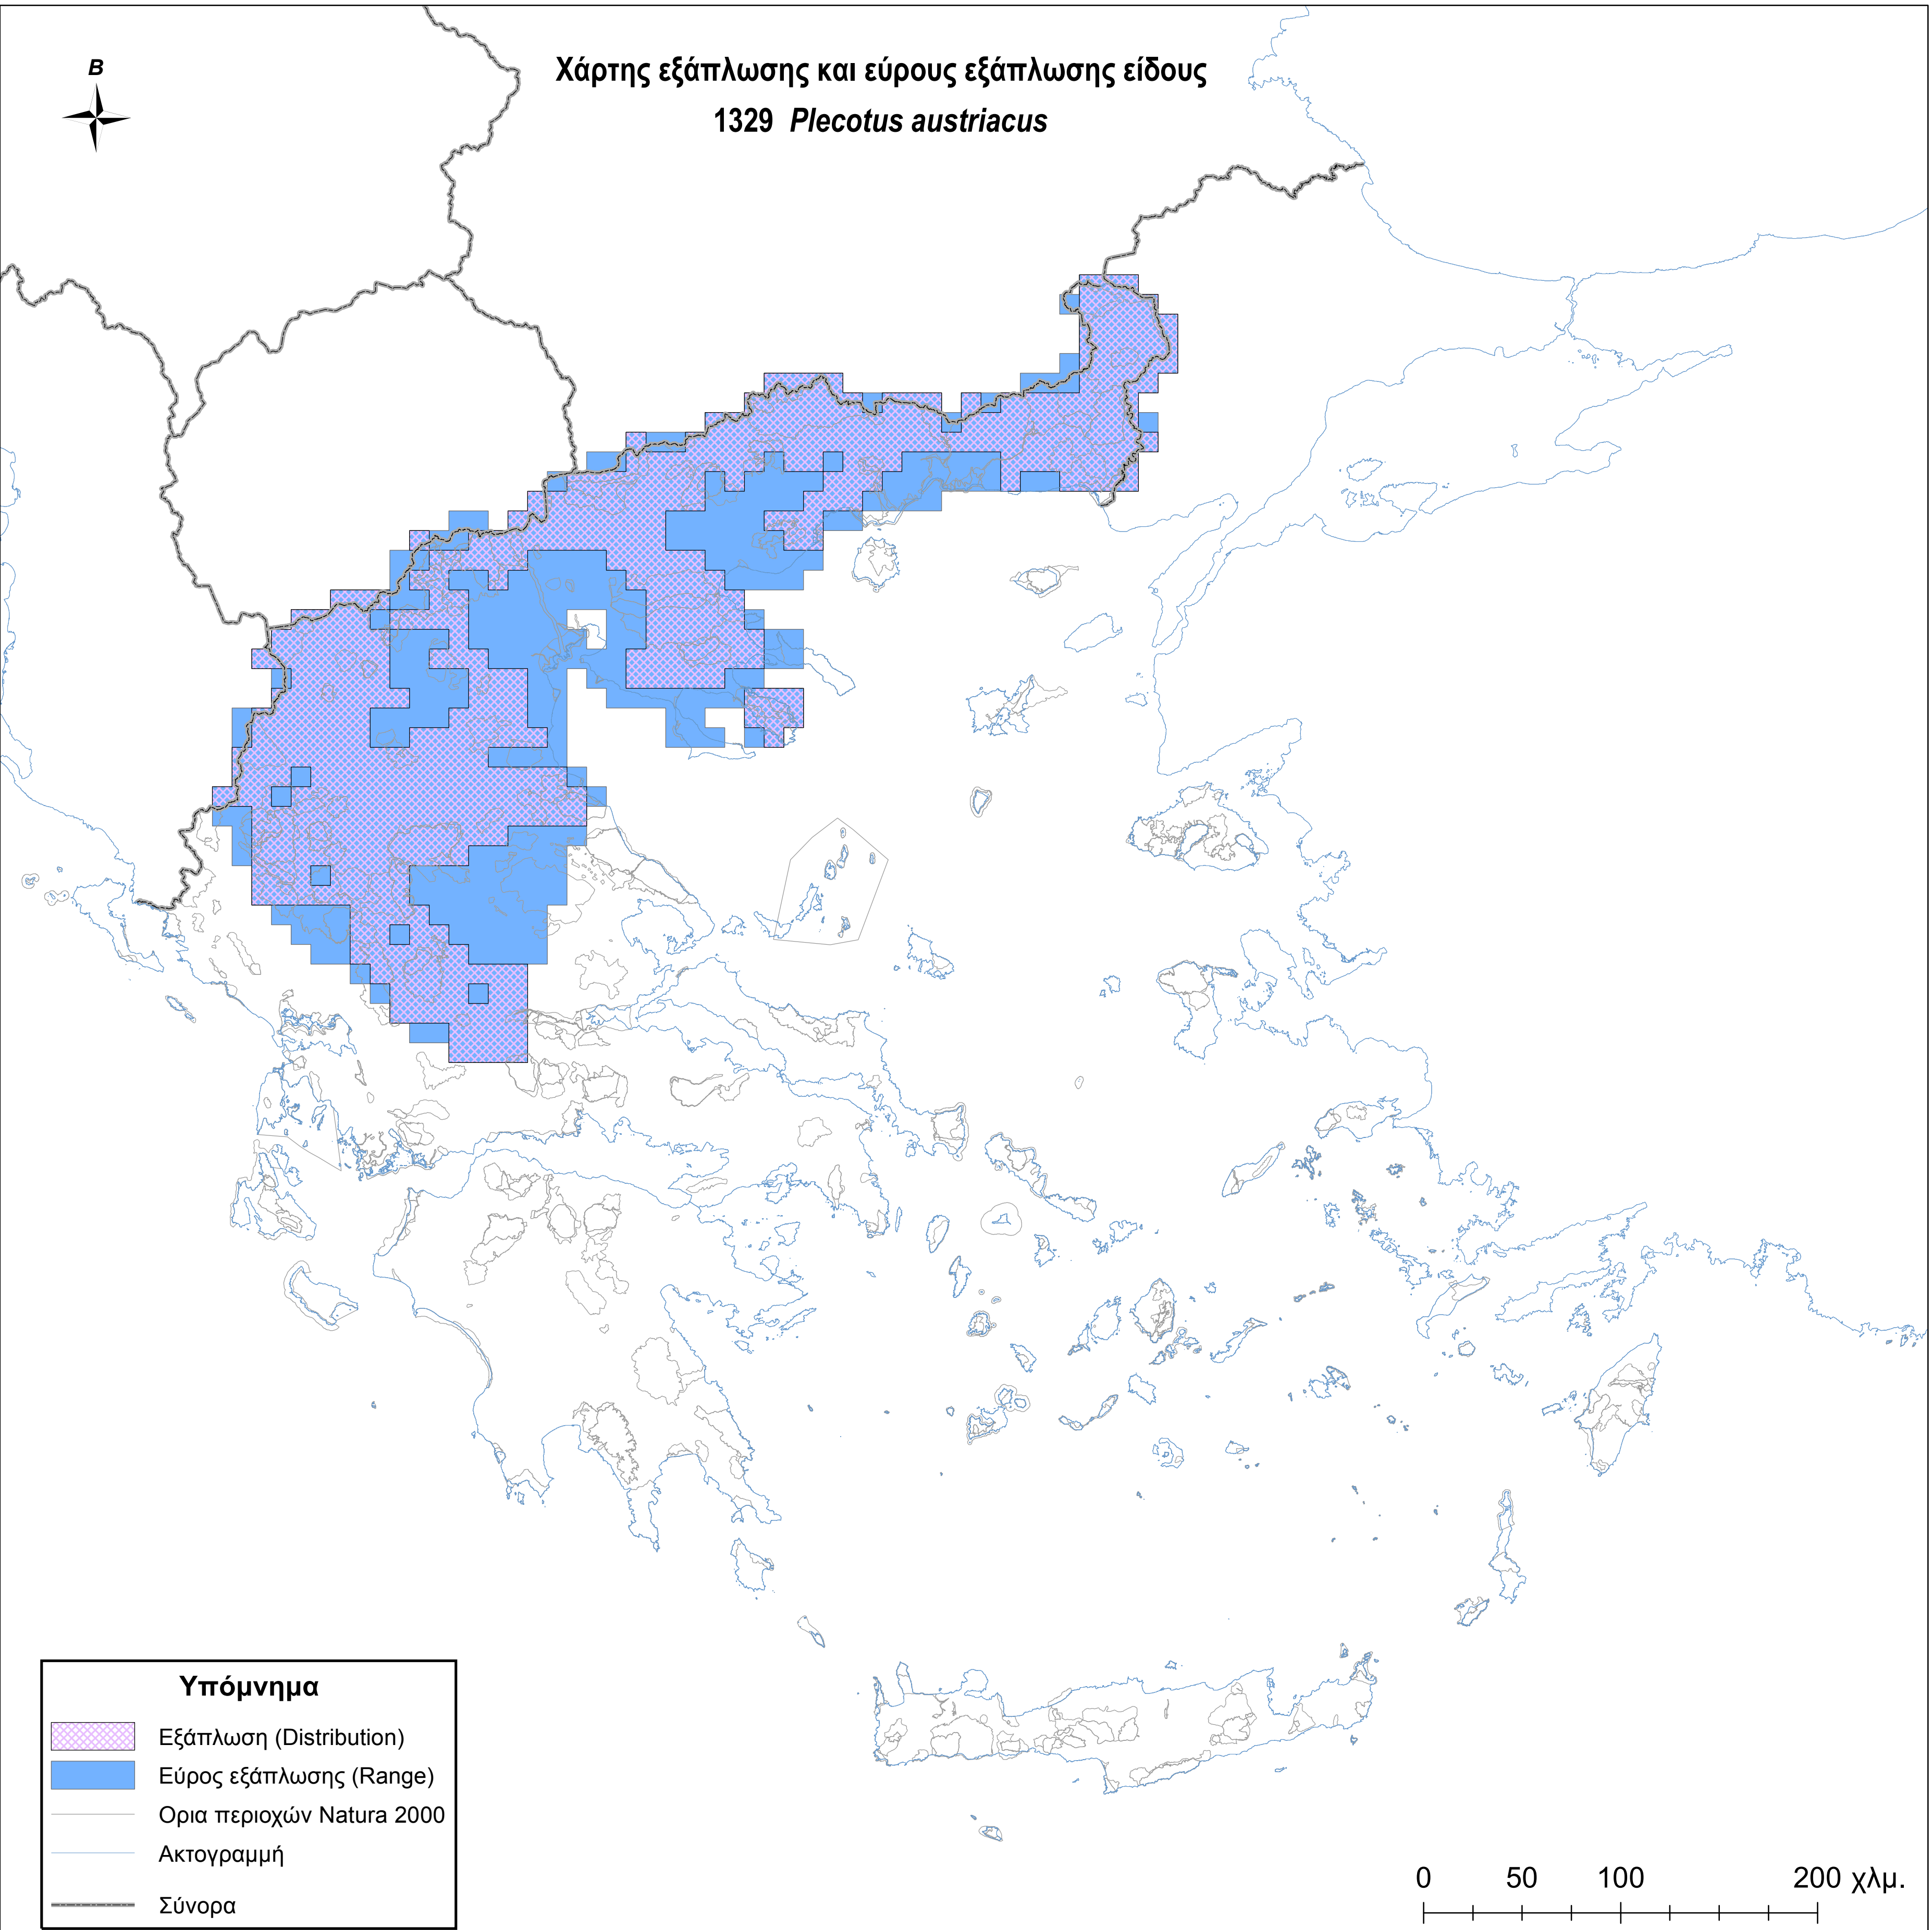 Β
Χάρτης εξάπλωσης και εύρους εξάπλωσης είδους
1329 Plecotus austriacus
Υπόμνημα
Εξάπλωση (Distribution)
Εύρος εξάπλωσης (Range)
Ορια περιοχών Natura 2000
Ακτογραμμή
Σύνορα
0 50 100 200 χλμ.